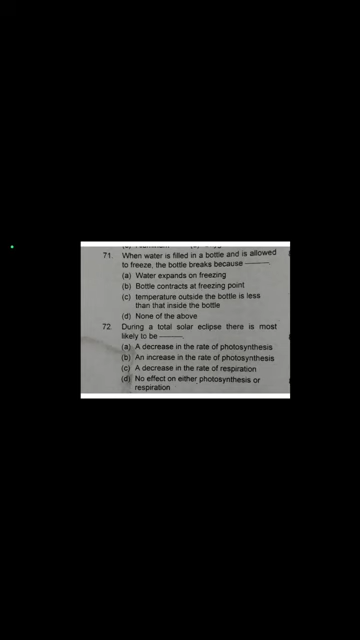 71. When water is filled in a bottle and is allowed
to freeze, the bottle breaks because ———.
(a) Water expands on freezing
(b) Bottle contracts at freezing point
(c) temperature outside the bottle is less
than that inside the bottle
(d) None of the above
72. During a total solar eclipse there is most
likely to be ———.
(a) A decrease in the rate of photosynthesis
(b) An increase in the rate of photosynthesis
(c) A decrease in the rate of respiration
(d) No effect on either photosynthesis or
respiration